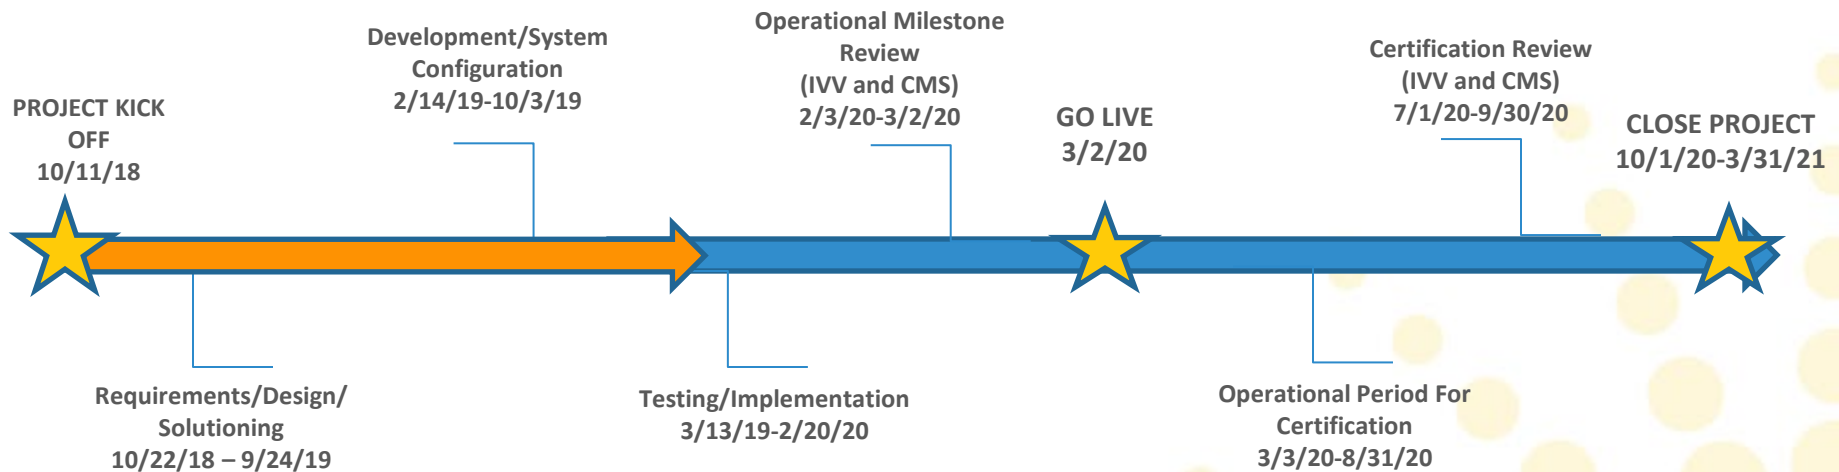 PROJECT KICK
OFF
10/11/18
Development/System
Configuration
2/14/19-10/3/19
Operational Milestone
Review
(IVV and CMS)
2/3/20-3/2/20
GO LIVE
3/2/20
Certification Review
(IVV and CMS)
7/1/20-9/30/20
CLOSE PROJECT
10/1/20-3/31/21
Requirements/Design/
Solutioning
10/22/18 – 9/24/19
Testing/Implementation
3/13/19-2/20/20
Operational Period For
Certification
3/3/20-8/31/20